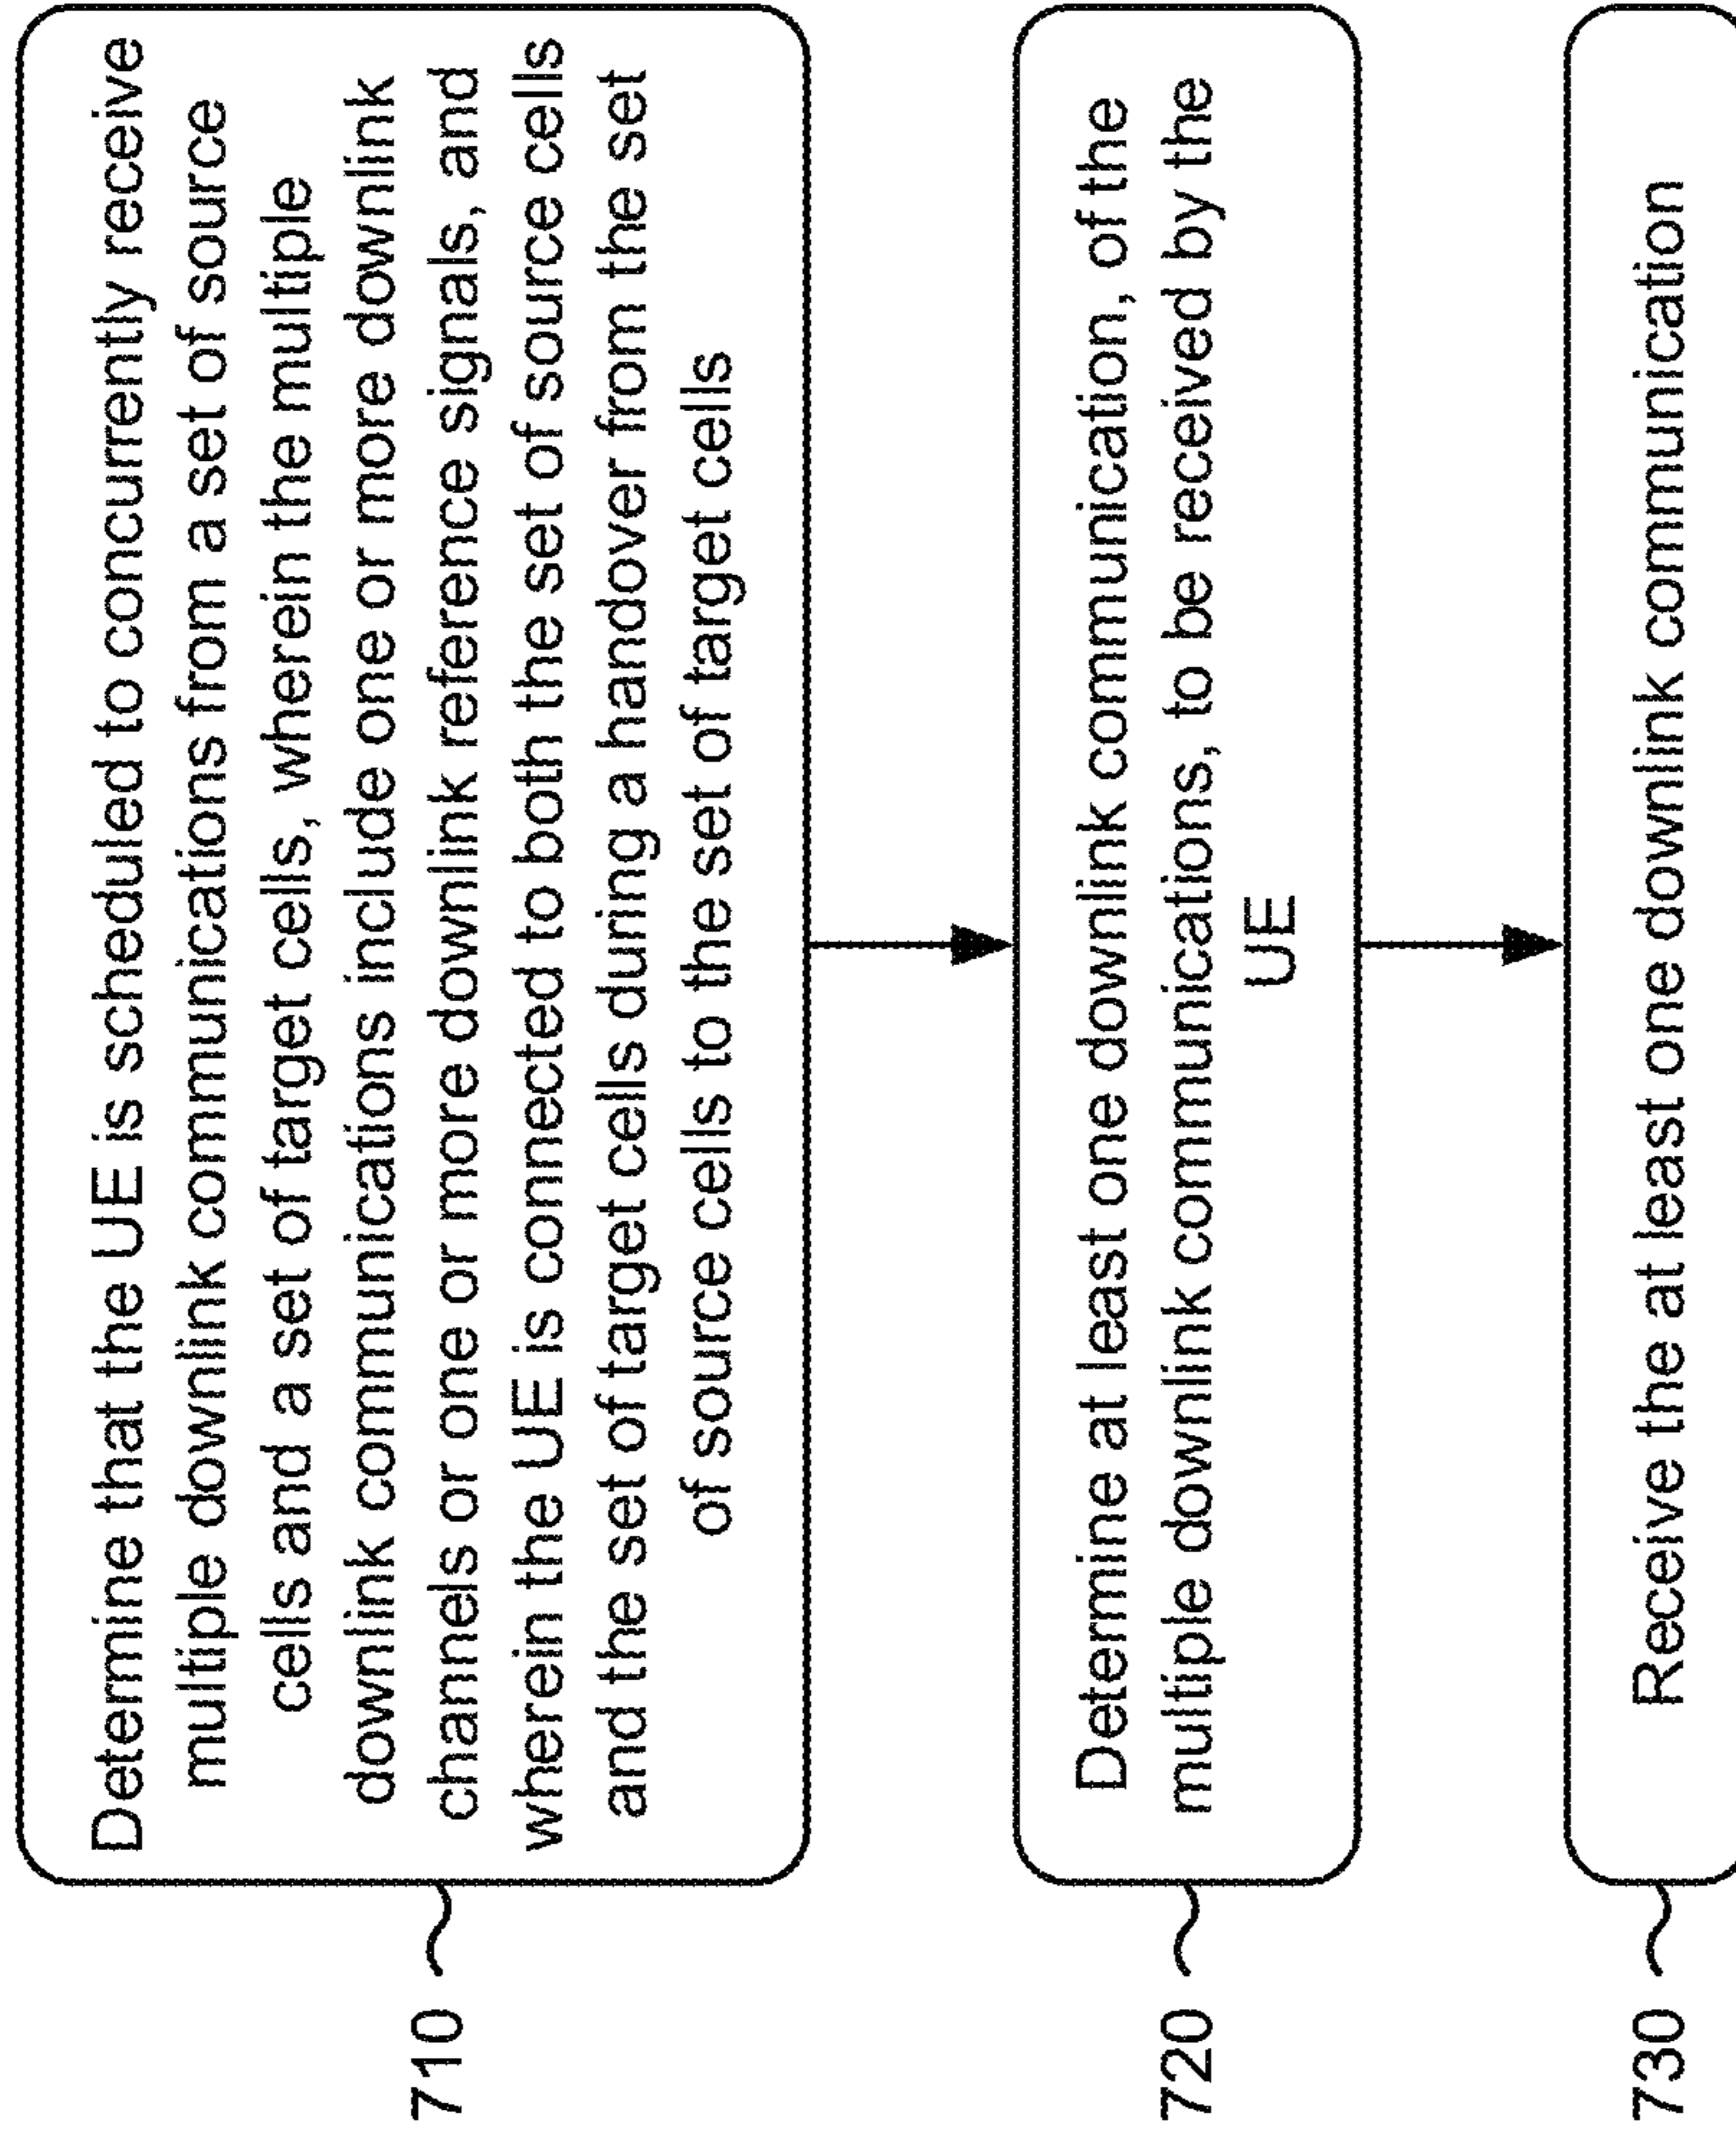 Determine that the UE is scheduled to concurrently receive
multiple downlink communications from a set of source
cells and a set of target cells, wherein the multiple
downlink communications include one or more downlink
channels or one or more downlink reference signals, and
wherein the UE is connected to both the set of source cells
and the set of target cells during a handover from the set
of source cells to the set of target cells
710
Determine at least one downlink communication, of the
multiple downlink communications, to be received by the
UE
720
Receive the at least one downlink communication
730